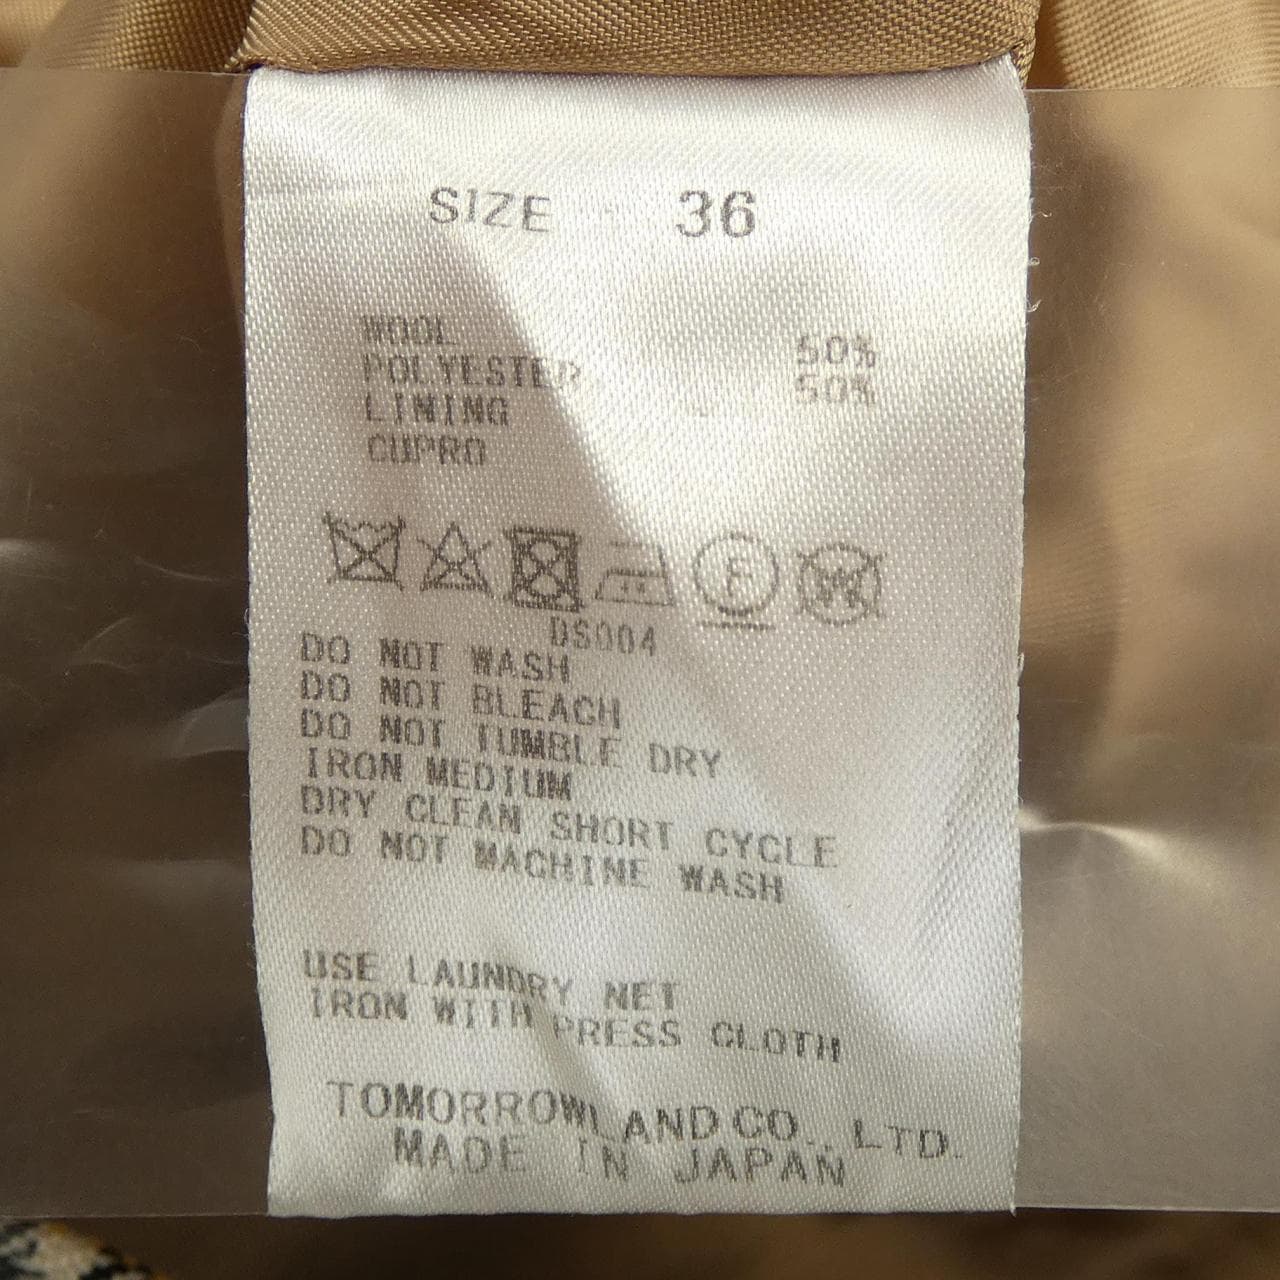 SIZE 36
WOOL 50%
POLYESTER 50%
LINING
CUPRO
F
W
DS004
DO NOT WASH
DO NOT BLEACH
DO NOT TUMBLE DRY
IRON MEDIUM
DRY CLEAN SHORT CYCLE
DO NOT MACHINE WASH
USE LAUNDRY NET
IRON WITH PRESS CLOTH
TOMORROWLAND CO., LTD.
MADE IN JAPAN